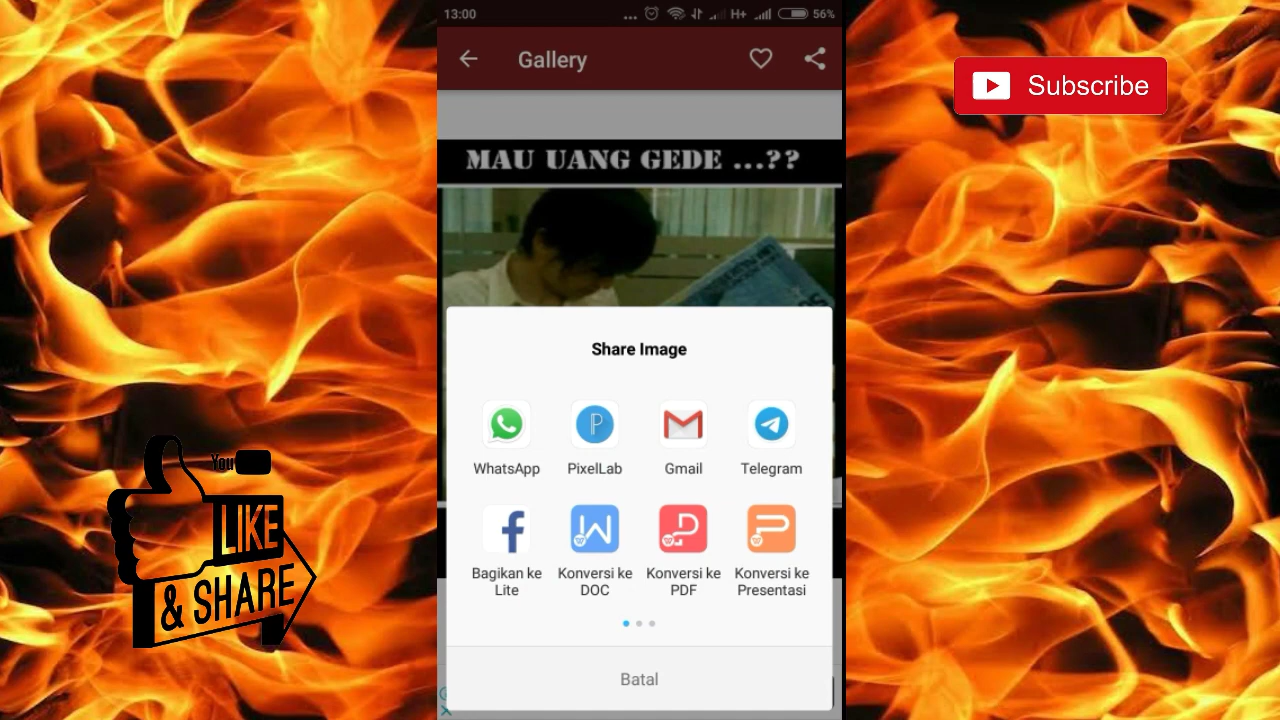 13:00
H+
56%
Gallery
Subscribe
MAU UANG GEDE ...??
Share Image
WhatsApp
PixelLab
Gmail
Telegram
Bagikan ke
Lite
Konversi ke
DOC
Konversi ke
PDF
Konversi ke
Presentasi
Batal
You
LIKE
& SHARE